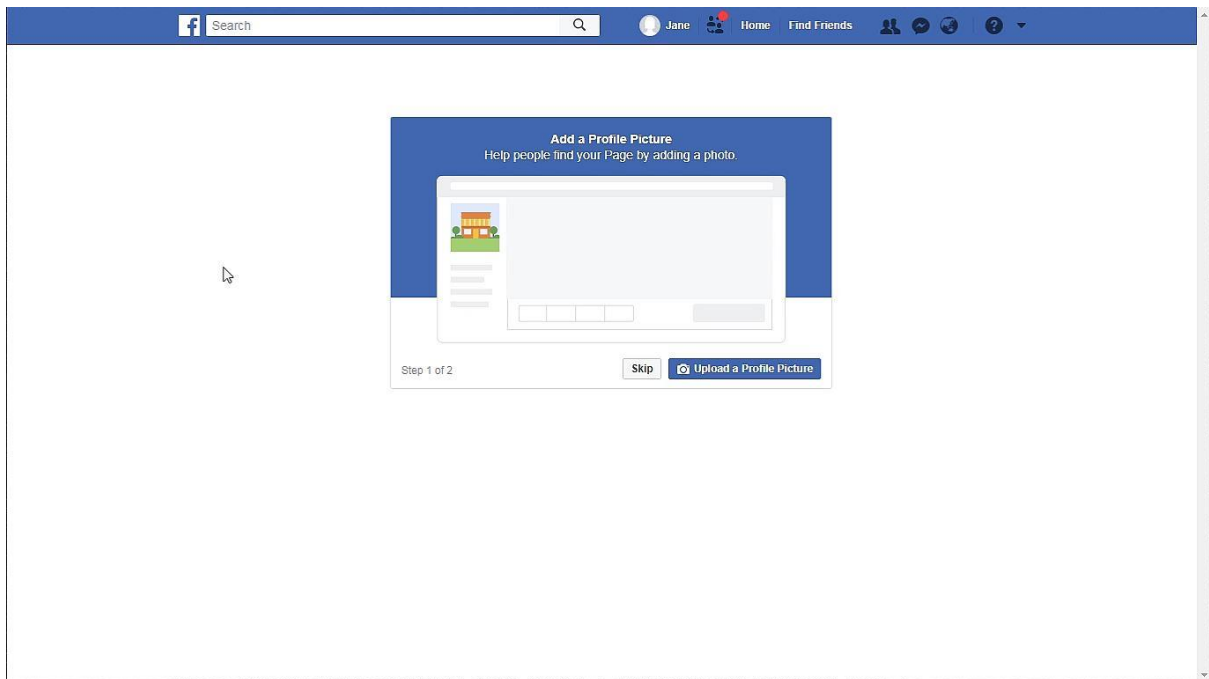 Search
Jane Home Find Friends
Add a Profile Picture
Help people find your Page by adding a photo.
Step 1 of 2
Skip Upload a Profile Picture